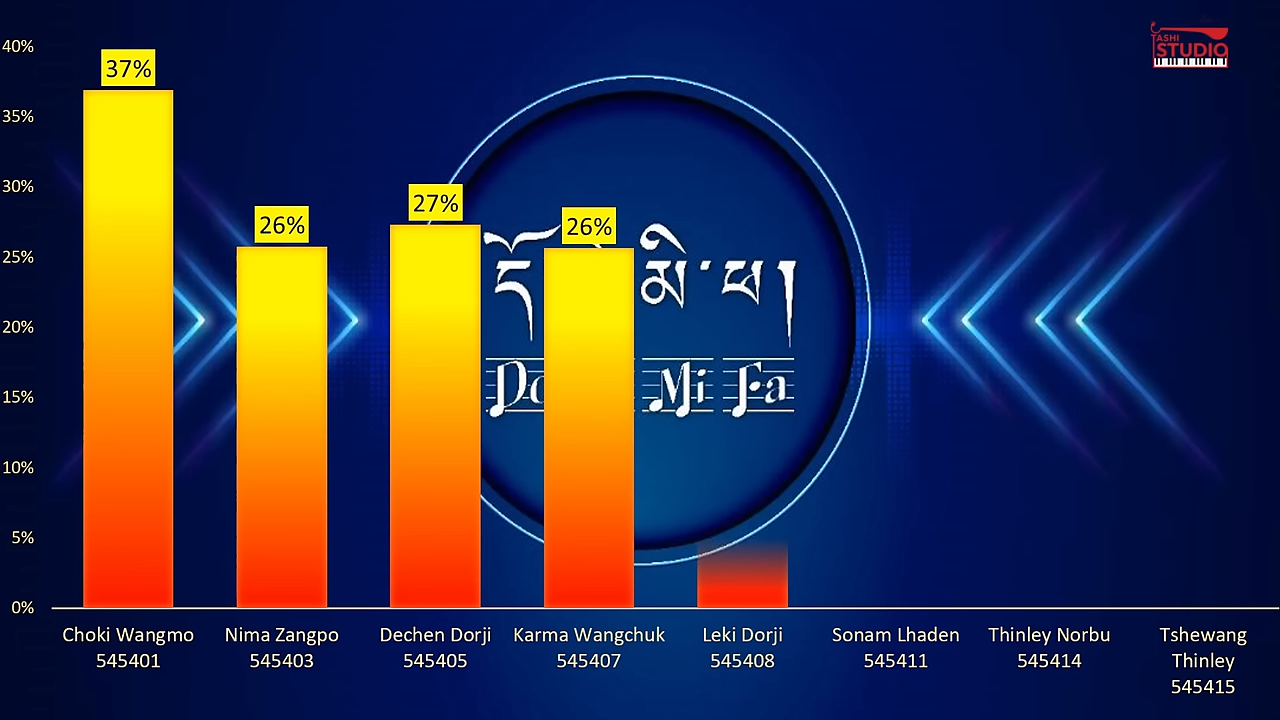 TASHI
STUDIO
40%
35%
30%
25%
20%
15%
10%
5%
0%
37%
26%
27%
26%
མི་ཕ།
Mi Fa
Choki Wangmo
545401
Nima Zangpo
545403
Dechen Dorji
545405
Karma Wangchuk
545407
Leki Dorji
545408
Sonam Lhaden
545411
Thinley Norbu
545414
Tshewang
Thinley
545415